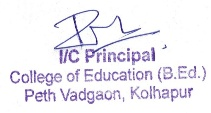 I/C Principal
College of Education (B.Ed.)
Peth Vadgaon, Kolhapur